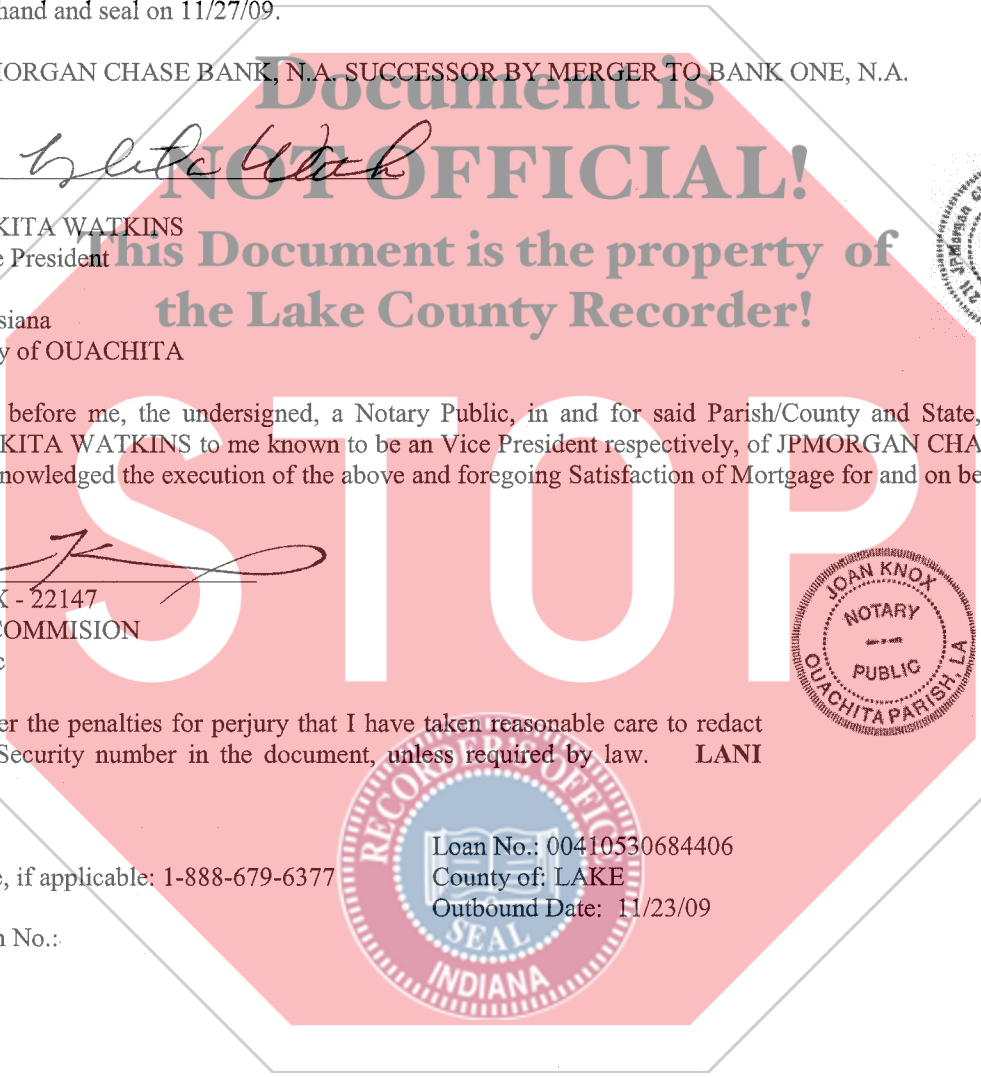 hand and seal on 11/27/09.
MORGAN CHASE BANK, N.A. SUCCESSOR BY MERGER TO BANK ONE, N.A.
Document is
NOT OFFICIAL!
This Document is the property of
the Lake County Recorder!
KITA WATKINS
e President
siana
y of OUACHITA
before me, the undersigned, a Notary Public, in and for said Parish/County and State,
KITA WATKINS to me known to be an Vice President respectively, of JPMORGAN CHA
nowledged the execution of the above and foregoing Satisfaction of Mortgage for and on be
STOP
X - 22147
COMMISION
c
JOAN KNOX
NOTARY
PUBLIC
OUACHITA PARISH, LA
er the penalties for perjury that I have taken reasonable care to redact
Security number in the document, unless required by law. LANI
RECORDER'S OFFICE
SEAL
INDIANA
Loan No.: 00410530684406
e, if applicable: 1-888-679-6377
County of: LAKE
Outbound Date: 11/23/09
n No.: